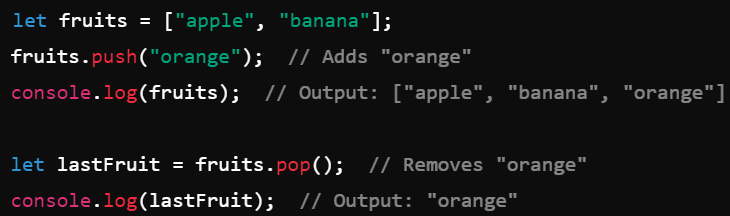 let fruits = ["apple", "banana"];
fruits.push("orange");  // Adds "orange"
console.log(fruits);  // Output: ["apple", "banana", "orange"]
let lastFruit = fruits.pop();  // Removes "orange"
console.log(lastFruit);  // Output: "orange"